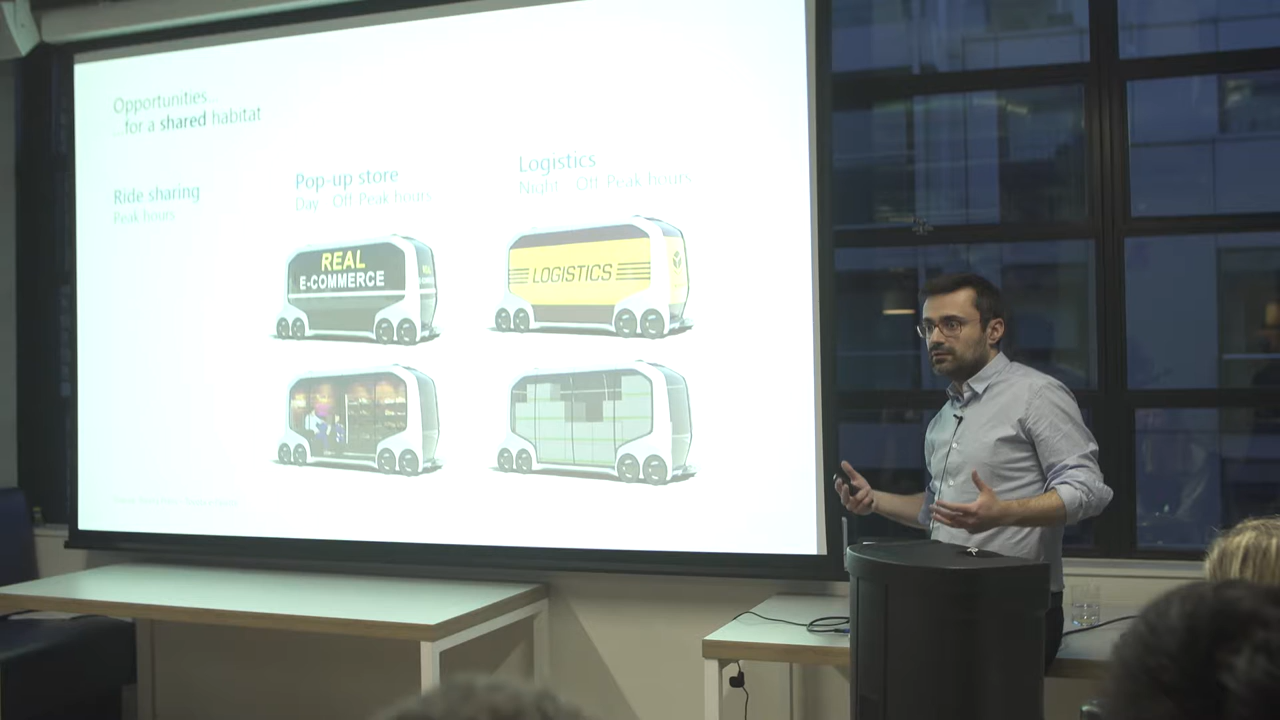 Opportunities...
...for a shared habitat
Ride sharing
Peak hours
Pop-up store
Day Off-Peak hours
Logistics
Night Off-Peak hours
REAL
E-COMMERCE
LOGISTICS